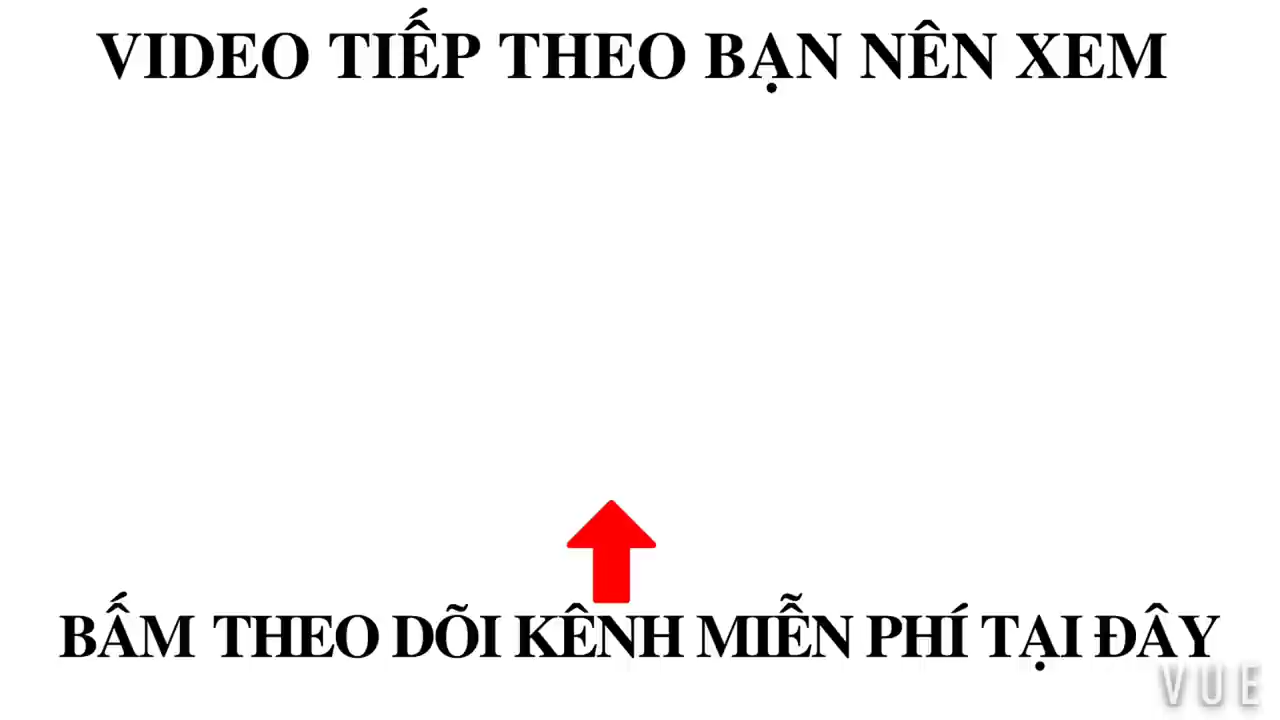 VIDEO TIẾP THEO BẠN NÊN XEM
BẤM THEO DÕI KÊNH MIỄN PHÍ TẠI ĐÂY
VUE